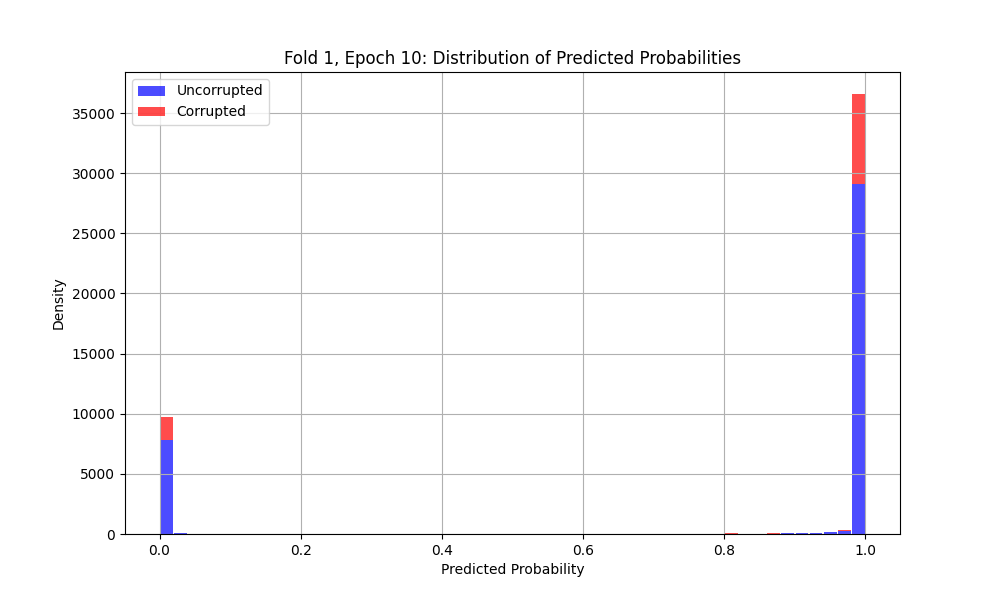 Fold 1, Epoch 10: Distribution of Predicted Probabilities
Uncorrupted
Corrupted
35000
30000
25000
20000
15000
10000
5000
0
Density
0.0 0.2 0.4 0.6 0.8 1.0
Predicted Probability